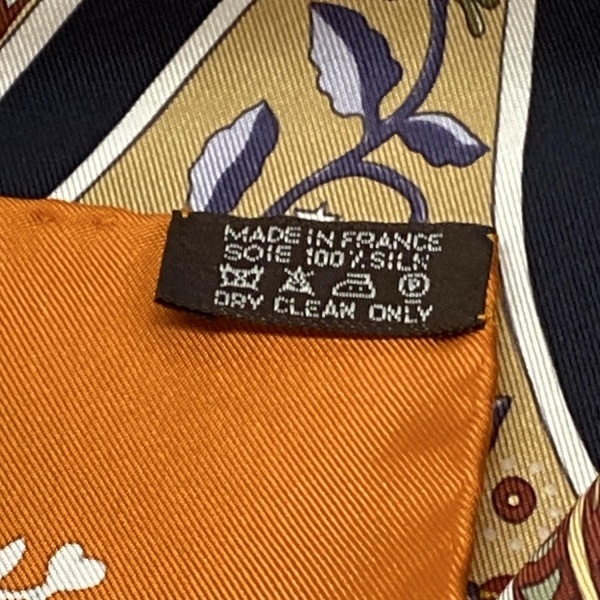 MADE IN FRANCE
SOIE 100% SILK
P
DRY CLEAN ONLY